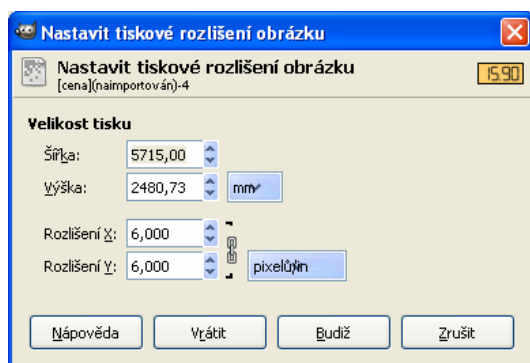 Nastavit tiskové rozlišení obrázku
Nastavit tiskové rozlišení obrázku
[cena](naimportován)-4
15.90
Velikost tisku
Šířka: 5715,00
Výška: 2480,73 mm
Rozlišení X: 6,000
Rozlišení Y: 6,000 pixelů/in
Nápověda Vrátit Budiž Zrušit